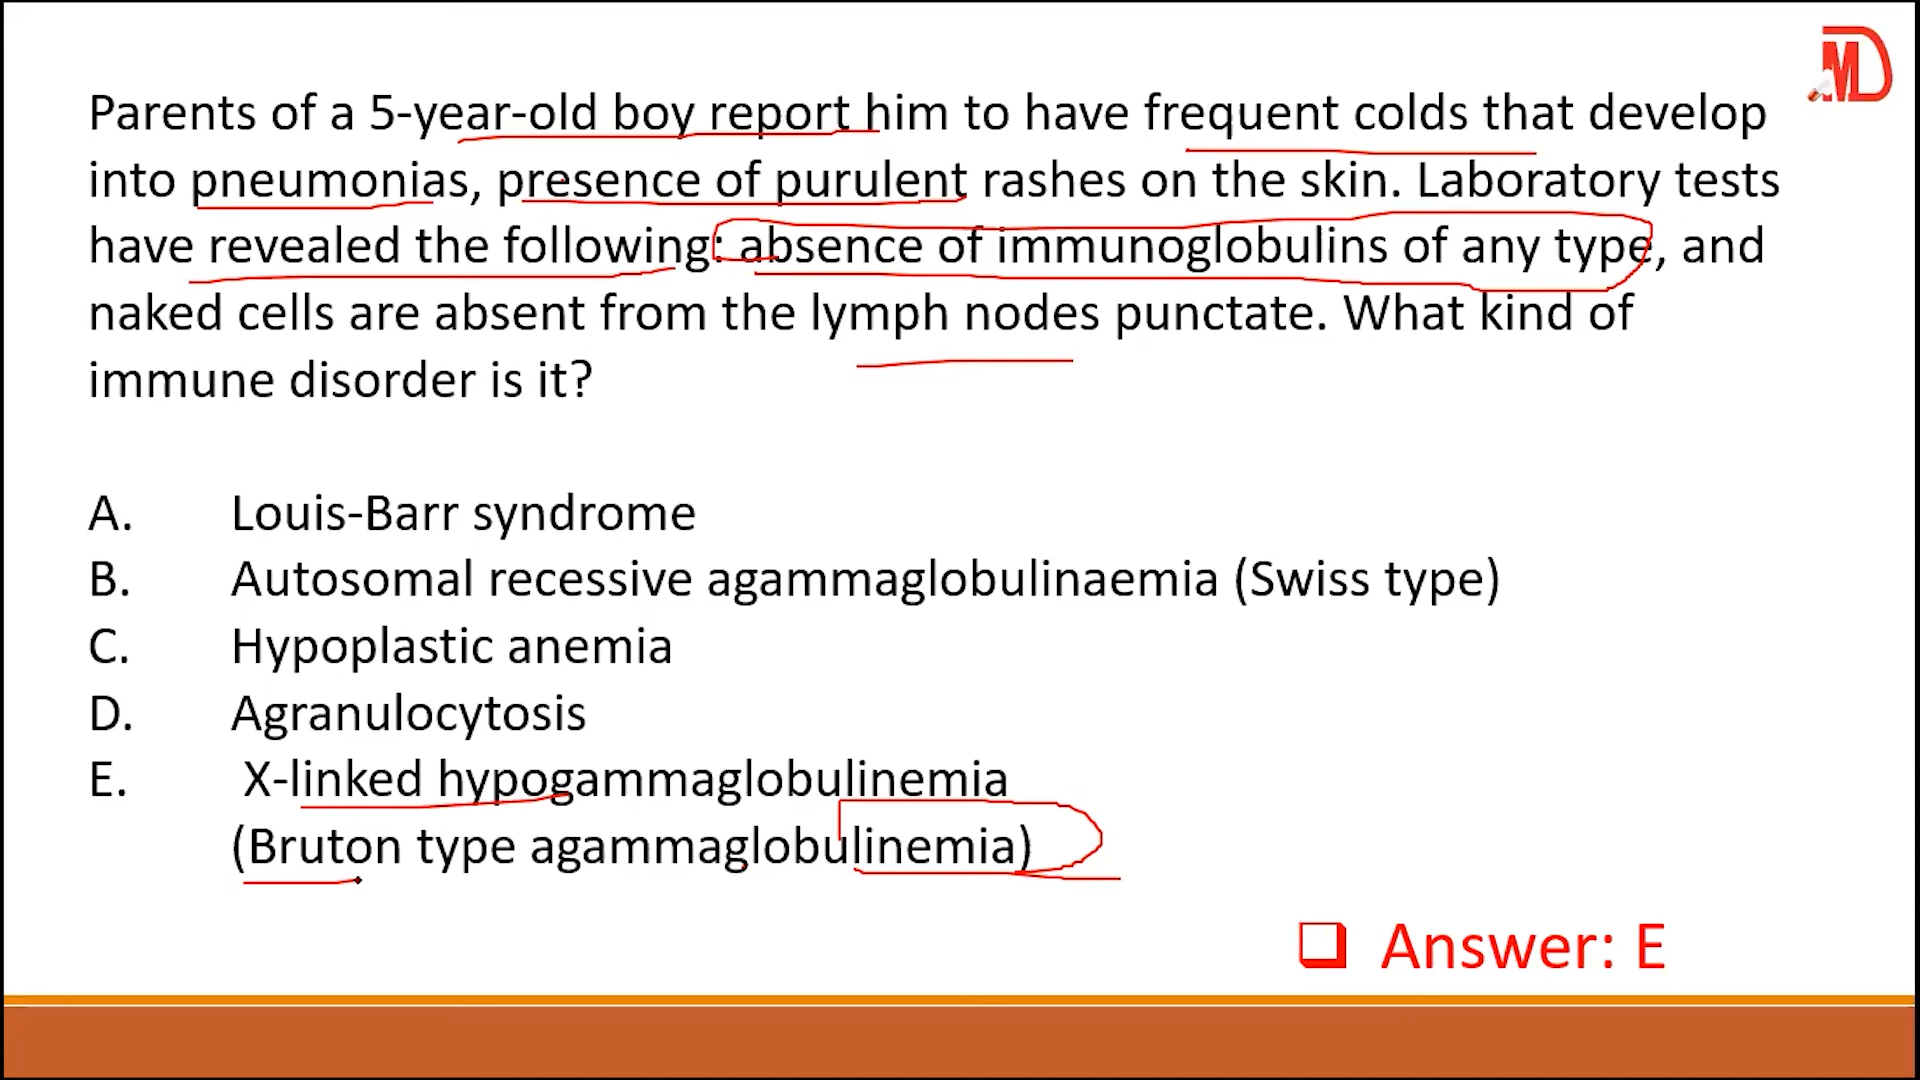 MD
Parents of a 5-year-old boy report him to have frequent colds that develop
into pneumonias, presence of purulent rashes on the skin. Laboratory tests
have revealed the following: absence of immunoglobulins of any type, and
naked cells are absent from the lymph nodes punctate. What kind of
immune disorder is it?
A. Louis-Barr syndrome
B. Autosomal recessive agammaglobulinaemia (Swiss type)
C. Hypoplastic anemia
D. Agranulocytosis
E. X-linked hypogammaglobulinemia
(Bruton type agammaglobulinemia)
❑ Answer: E